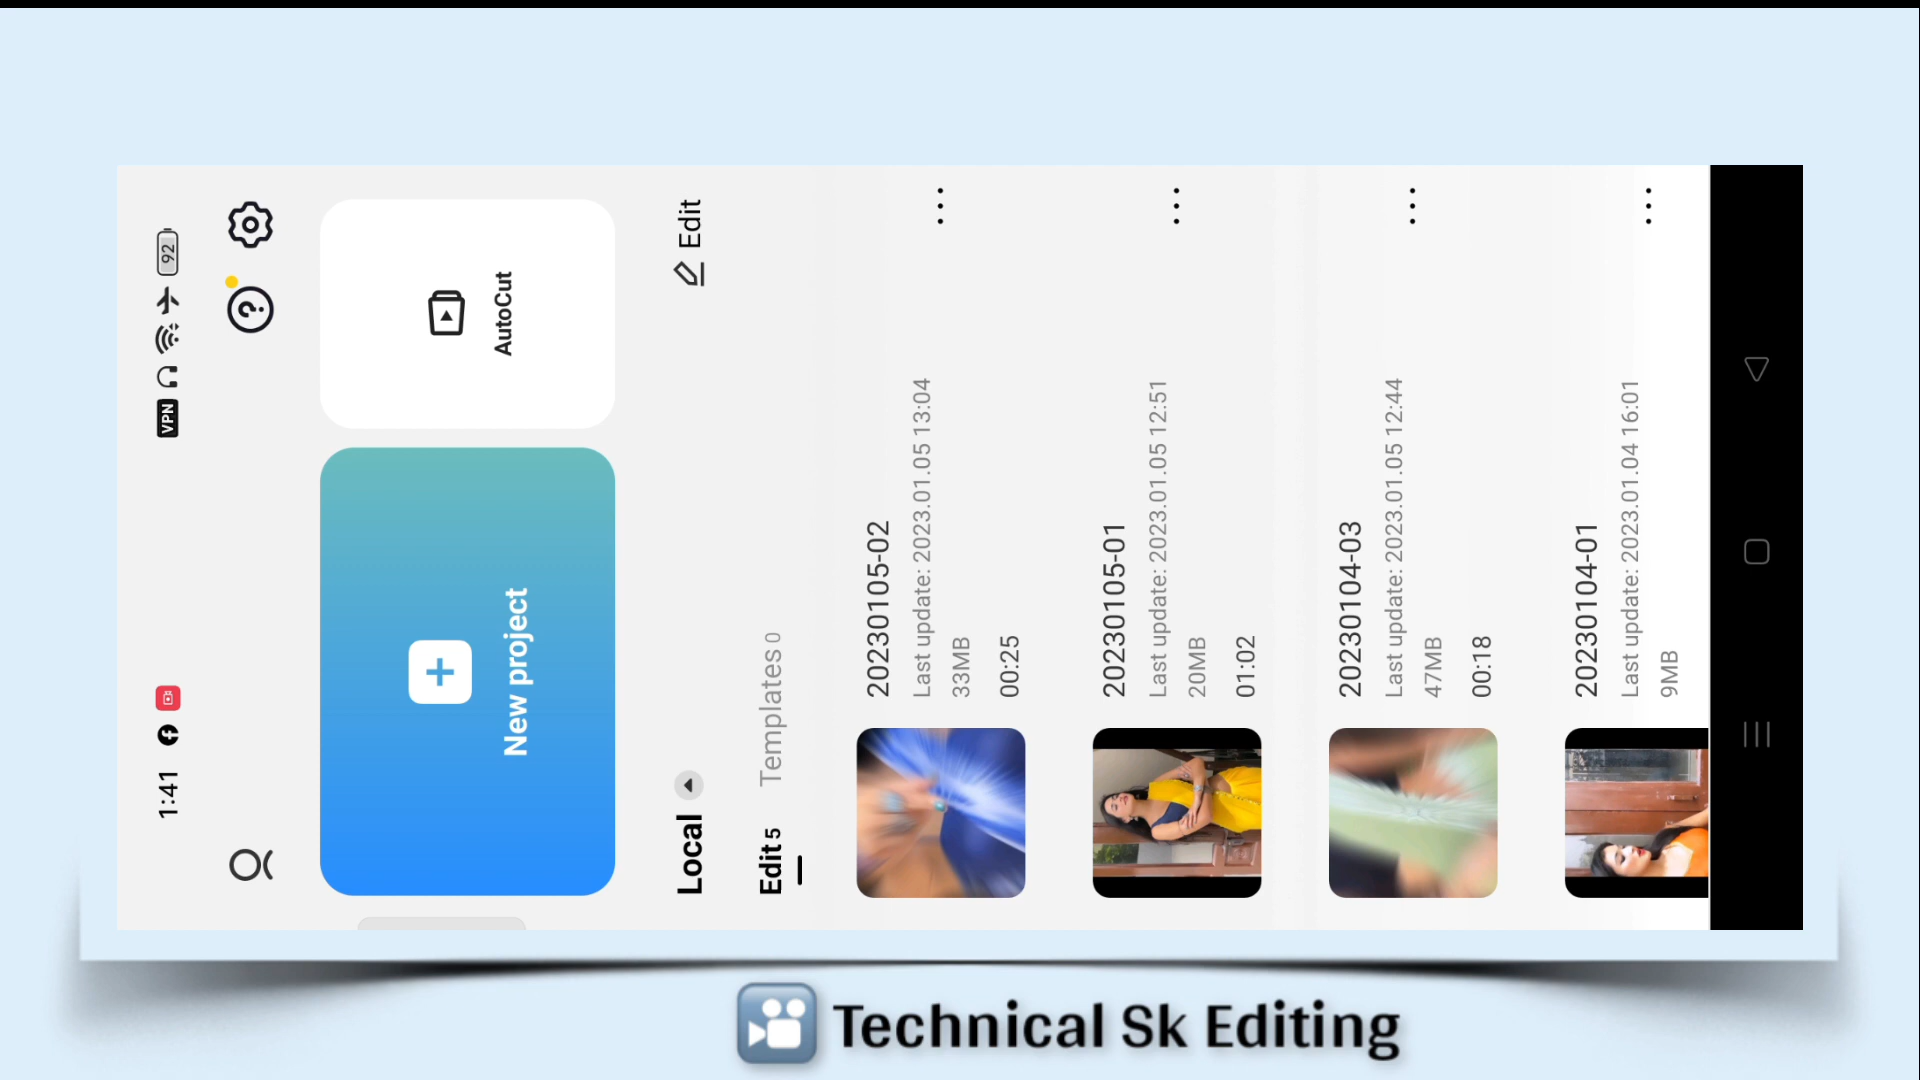 1:41
VPN
92
New project
AutoCut
Local
Edit
Edit 5
Templates 0
20230105-02
Last update: 2023.01.05 13:04
33MB
00:25
20230105-01
Last update: 2023.01.05 12:51
20MB
01:02
20230104-03
Last update: 2023.01.05 12:44
47MB
00:18
20230104-01
Last update: 2023.01.04 16:01
9MB
Technical Sk Editing